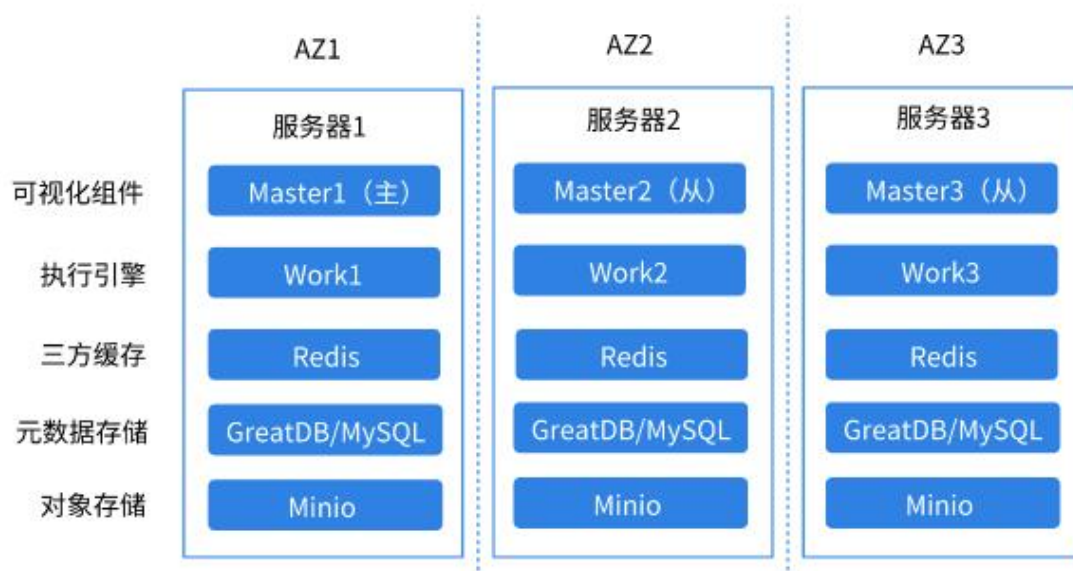 AZ1 AZ2 AZ3
服务器1 服务器2 服务器3
可视化组件 Master1（主） Master2（从） Master3（从）
执行引擎 Work1 Work2 Work3
三方缓存 Redis Redis Redis
元数据存储 GreatDB/MySQL GreatDB/MySQL GreatDB/MySQL
对象存储 Minio Minio Minio